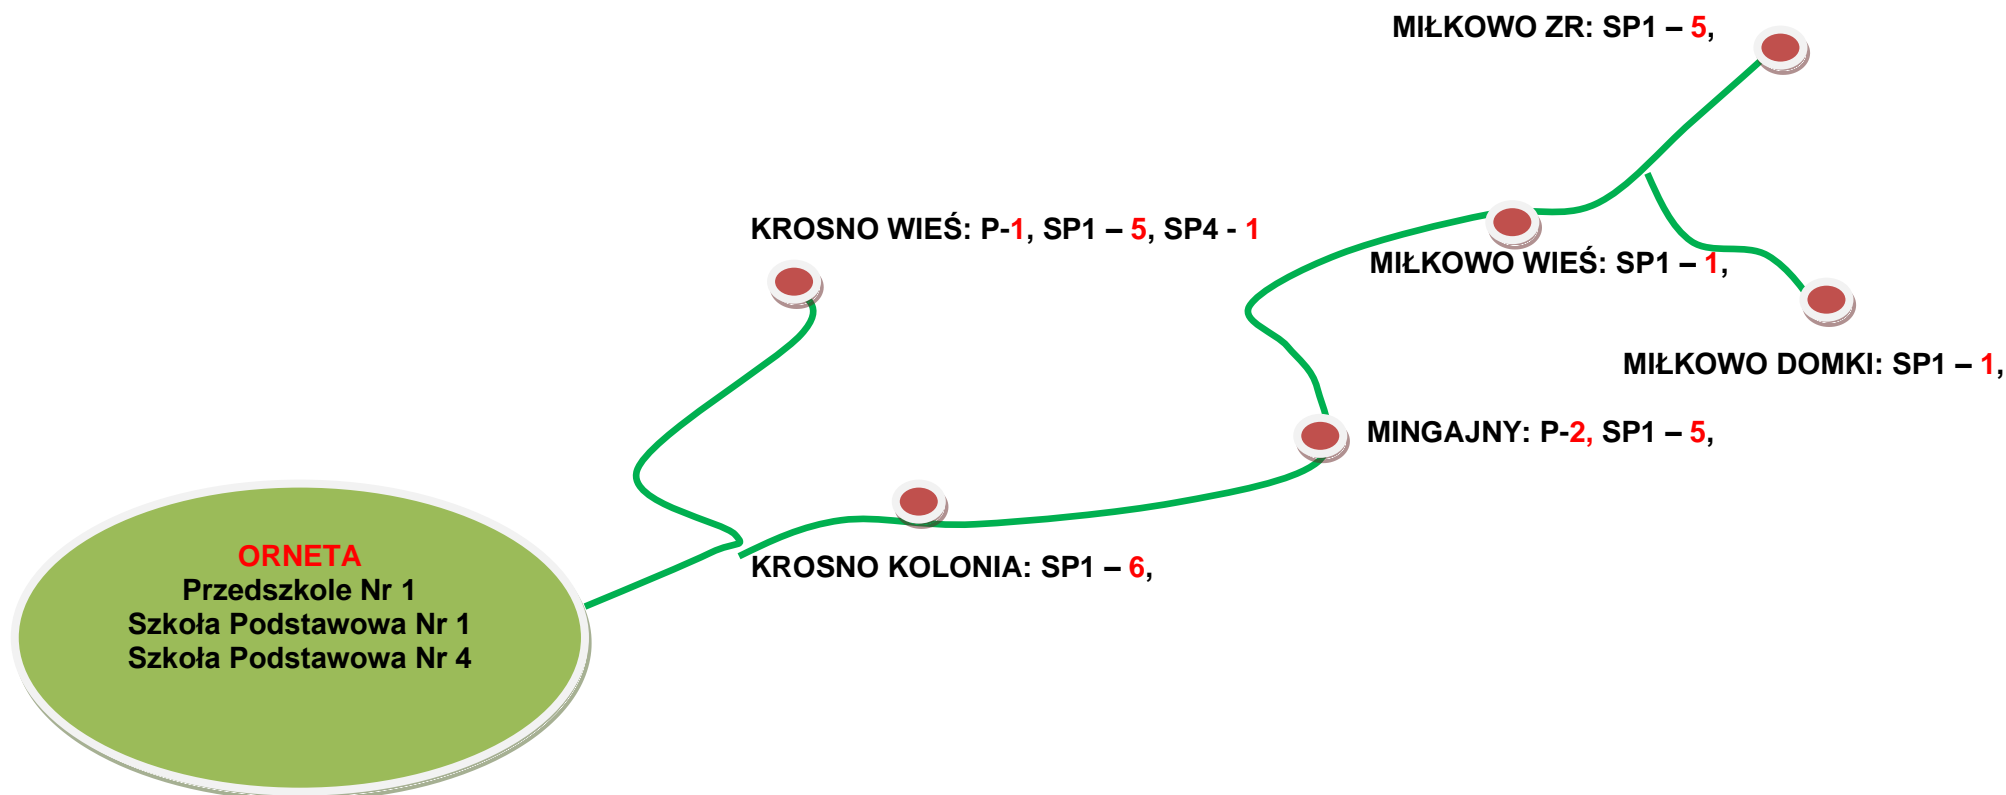 MIŁKOWO ZR: SP1 – 5,
KROSNO WIEŚ: P-1, SP1 – 5, SP4 - 1
MIŁKOWO WIEŚ: SP1 – 1,
MIŁKOWO DOMKI: SP1 – 1,
MINGAJNY: P-2, SP1 – 5,
KROSNO KOLONIA: SP1 – 6,
ORNETA
Przedszkole Nr 1
Szkoła Podstawowa Nr 1
Szkoła Podstawowa Nr 4